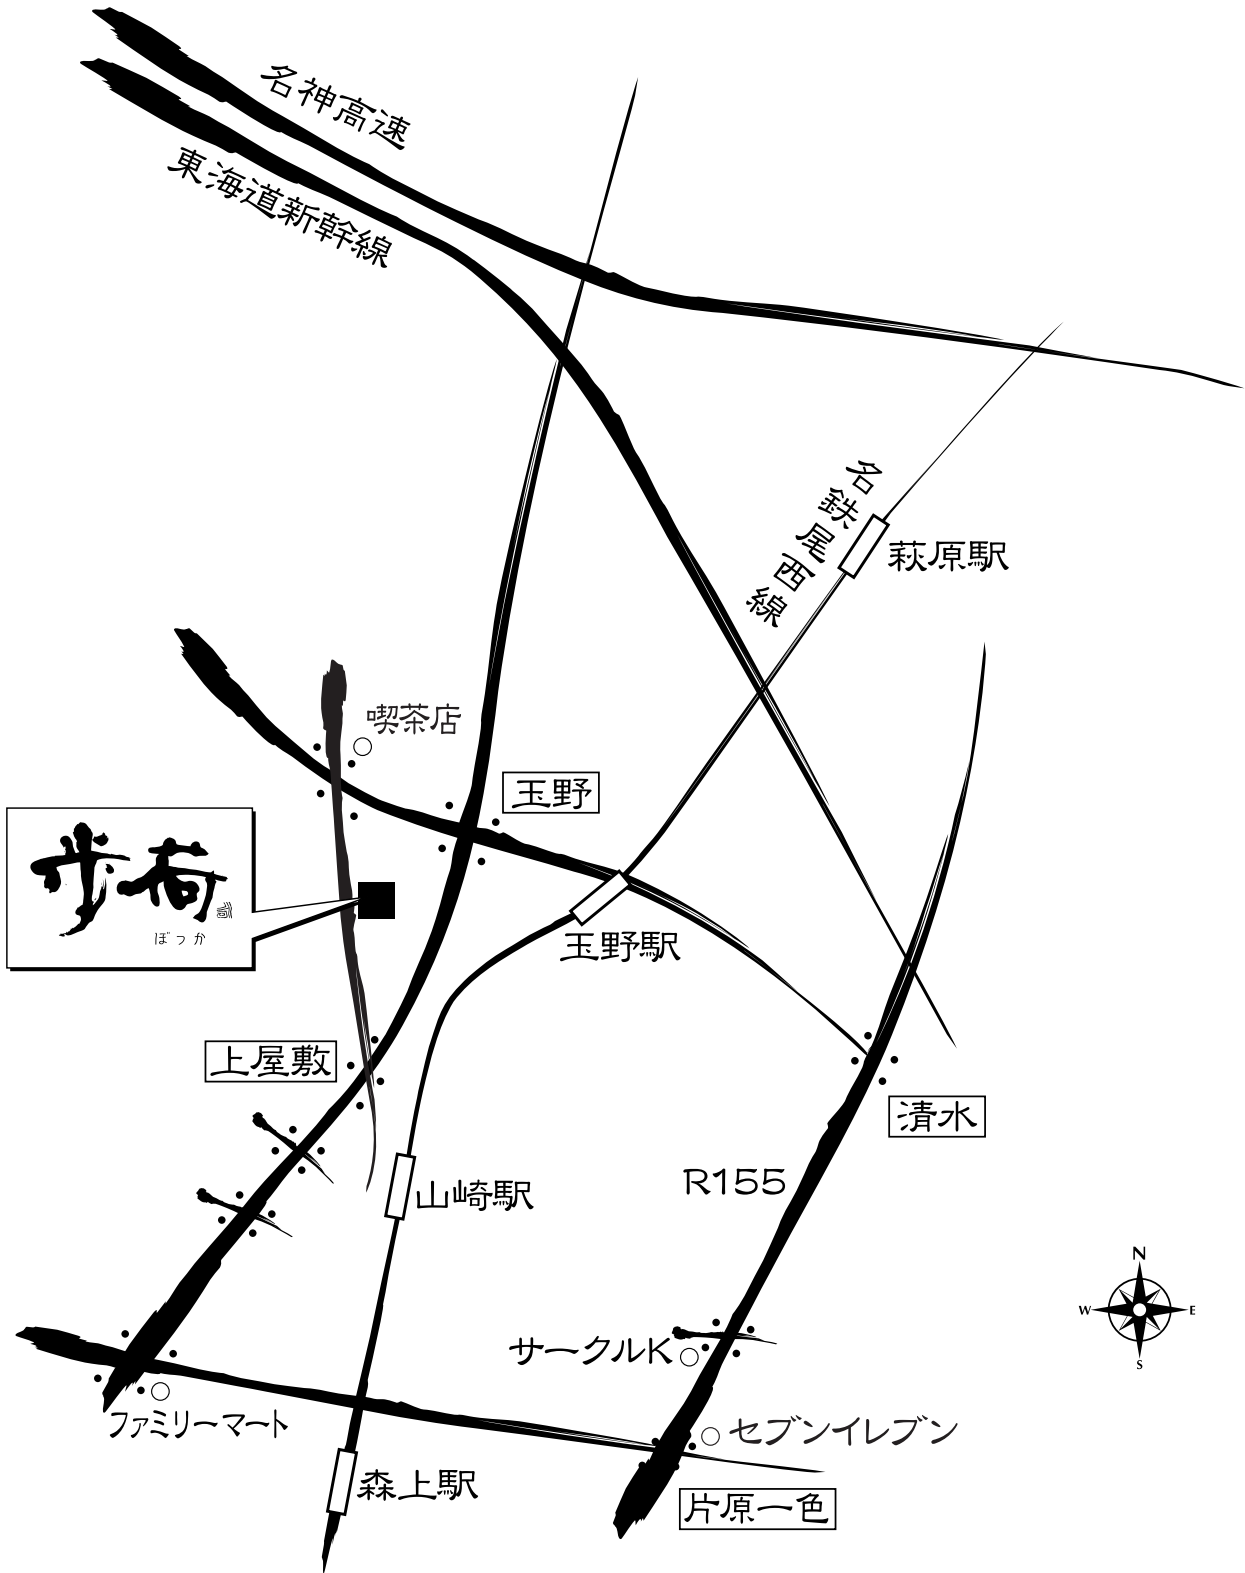 名神高速
東海道新幹線
名鉄尾西線
萩原駅
喫茶店
玉野
歩荷
ぼっか
玉野駅
上屋敷
清水
山崎駅
R155
N
W
E
S
サークルK
ファミリーマート
セブンイレブン
森上駅
片原一色